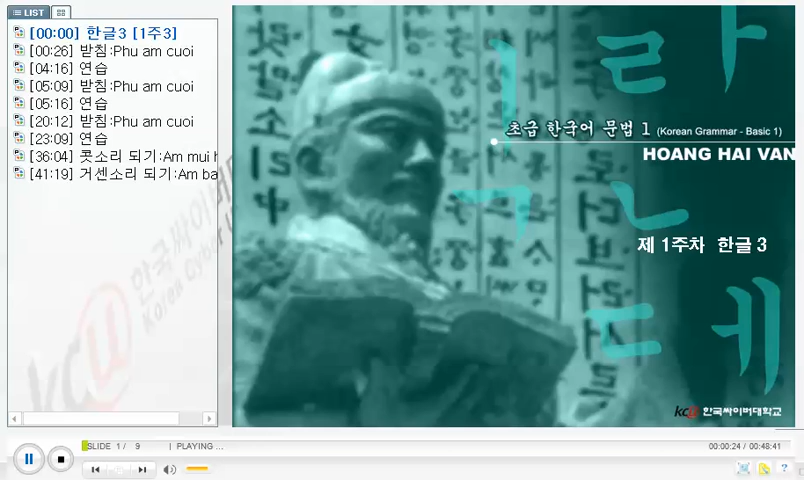 LIST
[00:00] 한글3 [1주3]
[00:26] 받침:Phu am cuoi
[04:16] 연습
[05:09] 받침:Phu am cuoi
[05:16] 연습
[20:12] 받침:Phu am cuoi
[23:09] 연습
[36:04] 콧소리 되기:Am mui h
[41:19] 거센소리 되기:Am ba
초급 한국어 문법 1 (Korean Grammar - Basic 1)
HOANG HAI VAN
제 1주차 한글 3
kcu 한국싸이버대학교
SLIDE 1 / 9 | PLAYING ...
00:00:24 / 00:48:41